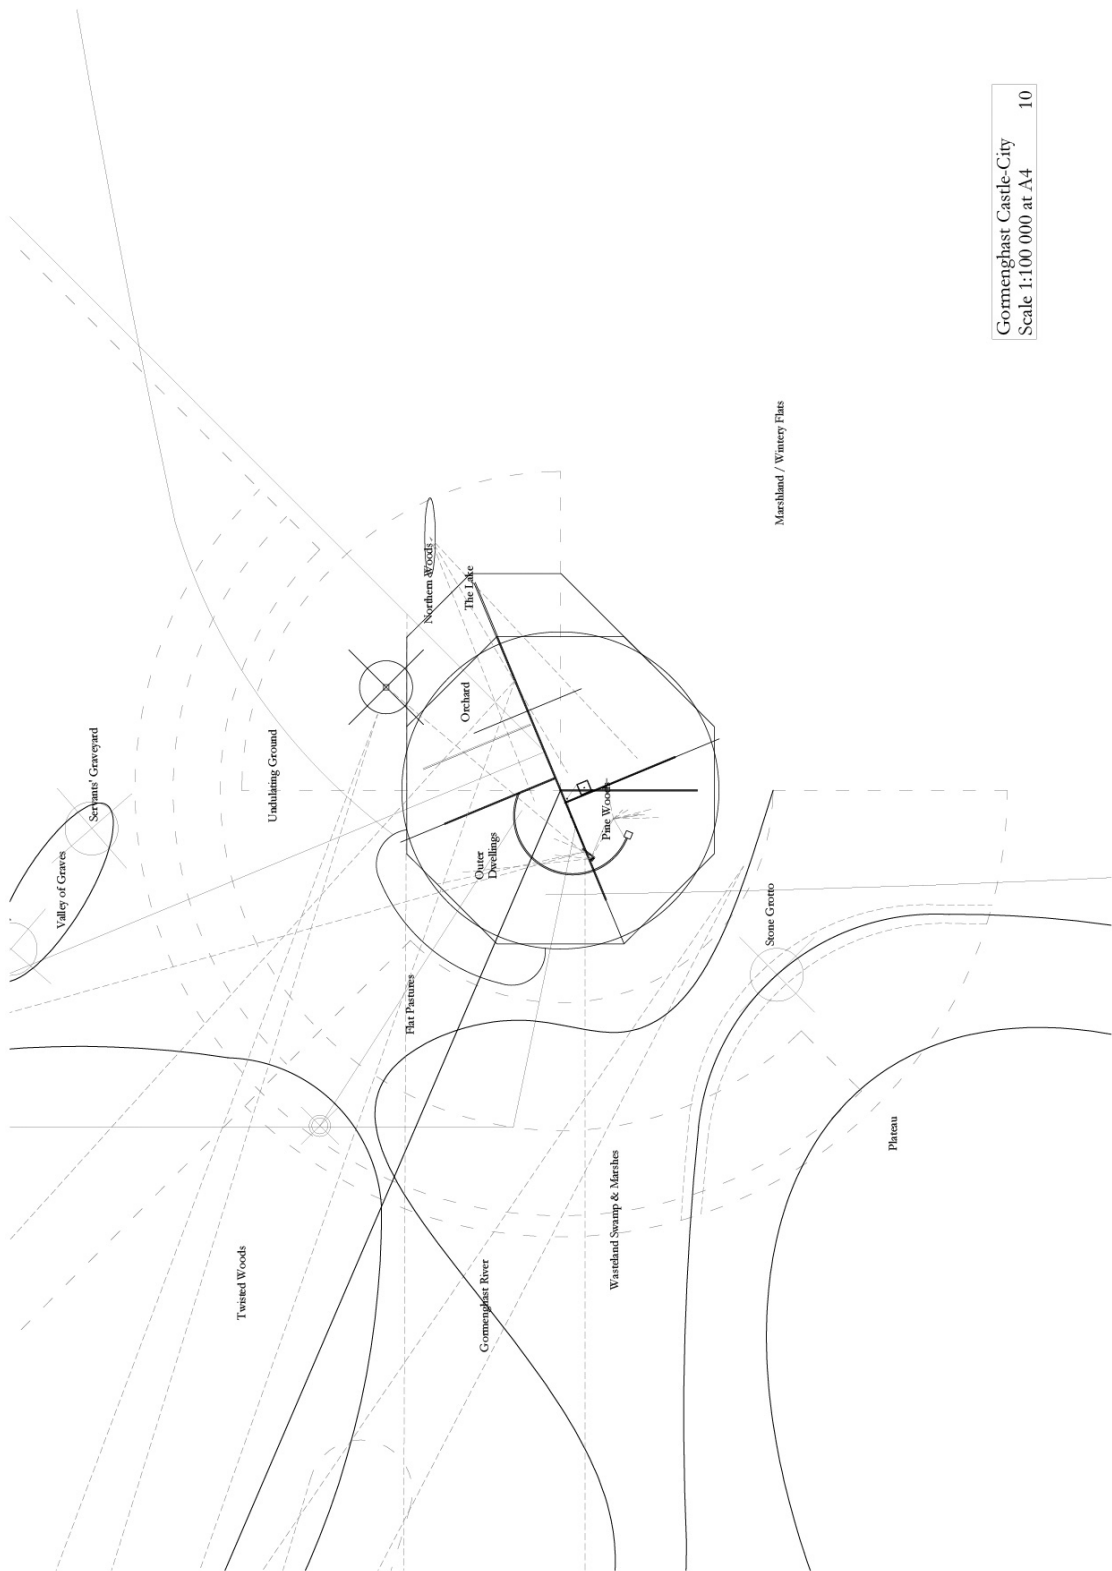 Gormenghast Castle-City
Scale 1:100 000 at A4
10
Marshland / Wintery Flats
Northern Woods
The Lake
Orchard
Servants' Graveyard
Undulating Ground
Valley of Graves
Outer
Dwellings
Pine Woods
Stone Grotto
Flat Pastures
Plateau
Twisted Woods
Gormenghast River
Wasteland Swamp & Marshes